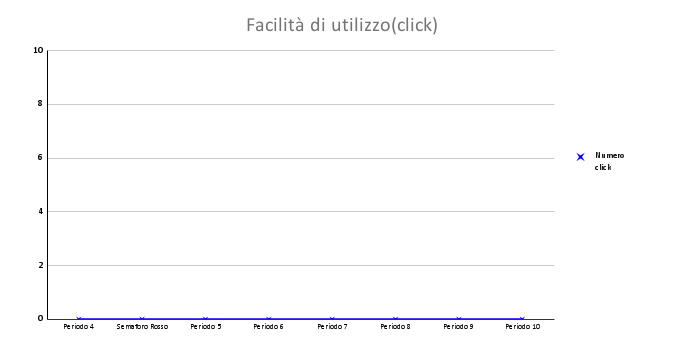 Facilità di utilizzo(click)
10
8
6
4
2
0
Periodo 4 Semaforo Rosso Periodo 5 Periodo 6 Periodo 7 Periodo 8 Periodo 9 Periodo 10
Numero
click